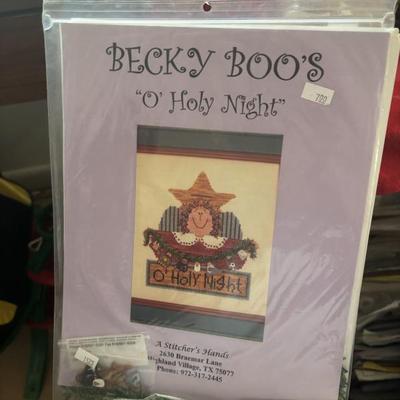 BECKY BOO'S
"O' Holy Night"
700
O' Holy Night
A Stitcher's Hands
2630 Braemar Lane
Highland Village, TX 75077
Phone: 972-317-2445